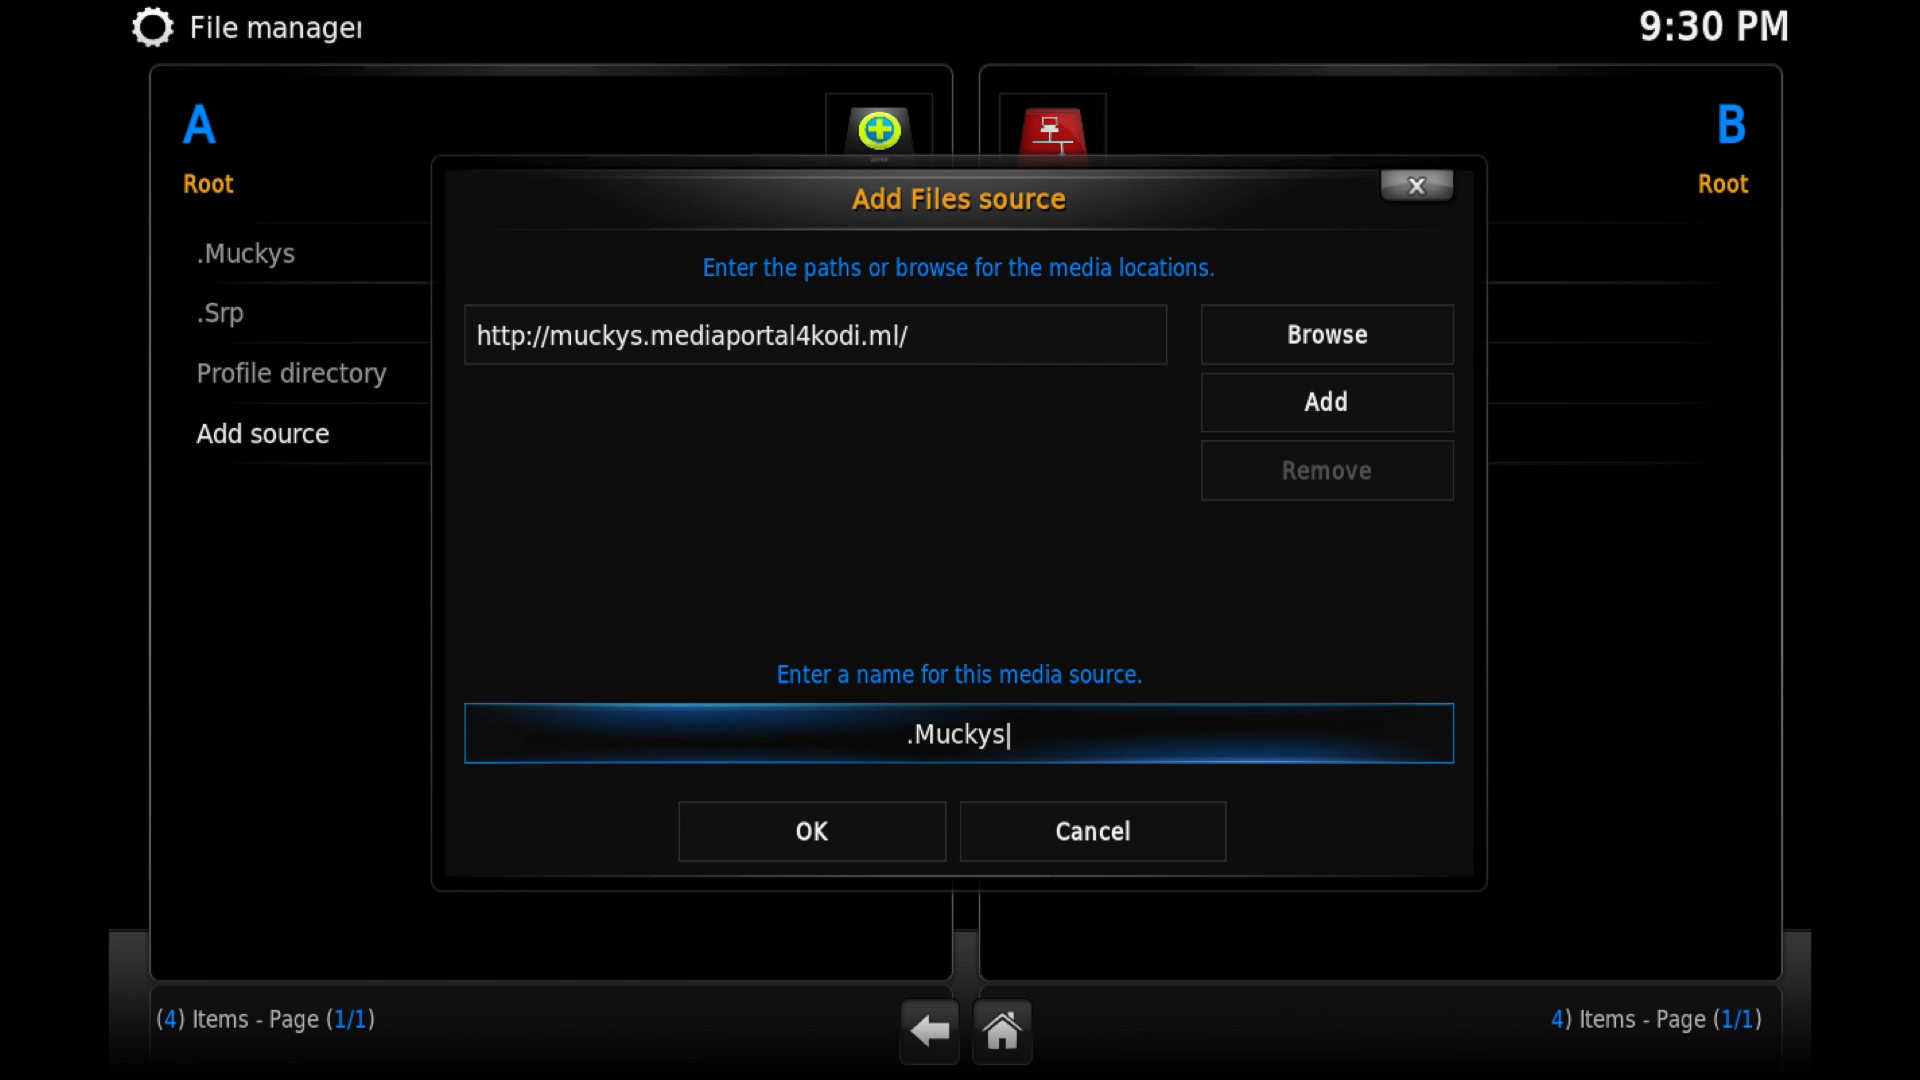 File manager
9:30 PM
A
B
Root
Root
.Muckys
.Srp
Profile directory
Add source
Add Files source
x
Enter the paths or browse for the media locations.
http://muckys.mediaportal4kodi.ml/
Browse
Add
Remove
Enter a name for this media source.
.Muckys|
OK
Cancel
(4) Items - Page (1/1)
4) Items - Page (1/1)